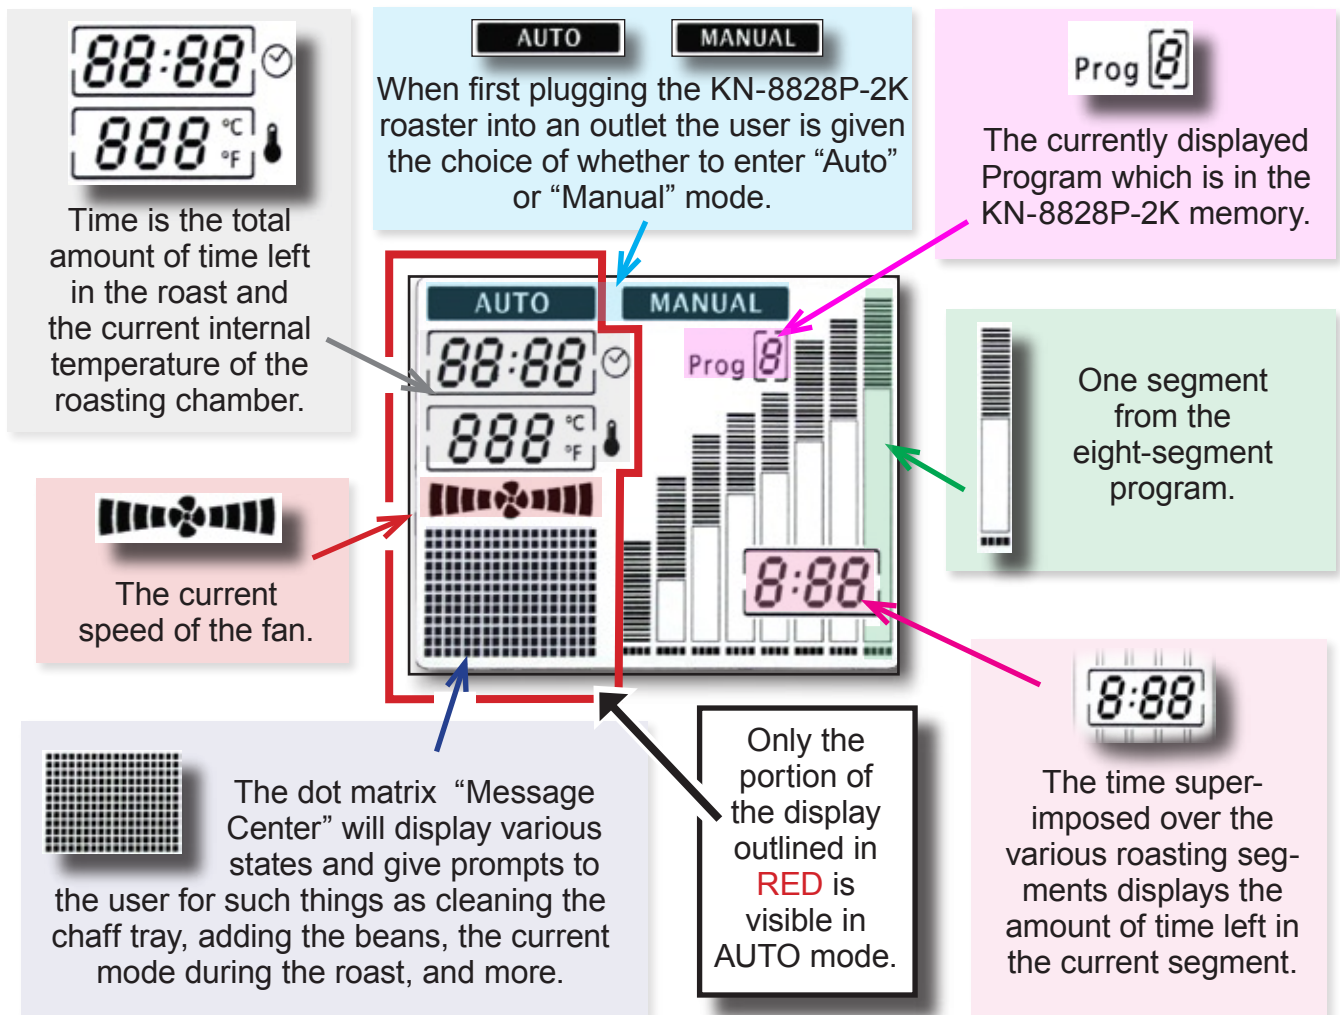 88:88
888 °C °F
Time is the total
amount of time left
in the roast and
the current internal
temperature of the
roasting chamber.
AUTO MANUAL
When first plugging the KN-8828P-2K
roaster into an outlet the user is given
the choice of whether to enter “Auto”
or “Manual” mode.
Prog 8
The currently displayed
Program which is in the
KN-8828P-2K memory.
AUTO MANUAL
88:88
Prog 8
888 °C °F
8:88
One segment
from the
eight-segment
program.
The current
speed of the fan.
The dot matrix “Message
Center” will display various
states and give prompts to
the user for such things as cleaning the
chaff tray, adding the beans, the current
mode during the roast, and more.
Only the
portion of
the display
outlined in
RED is
visible in
AUTO mode.
8:88
The time super-
imposed over the
various roasting seg-
ments displays the
amount of time left in
the current segment.